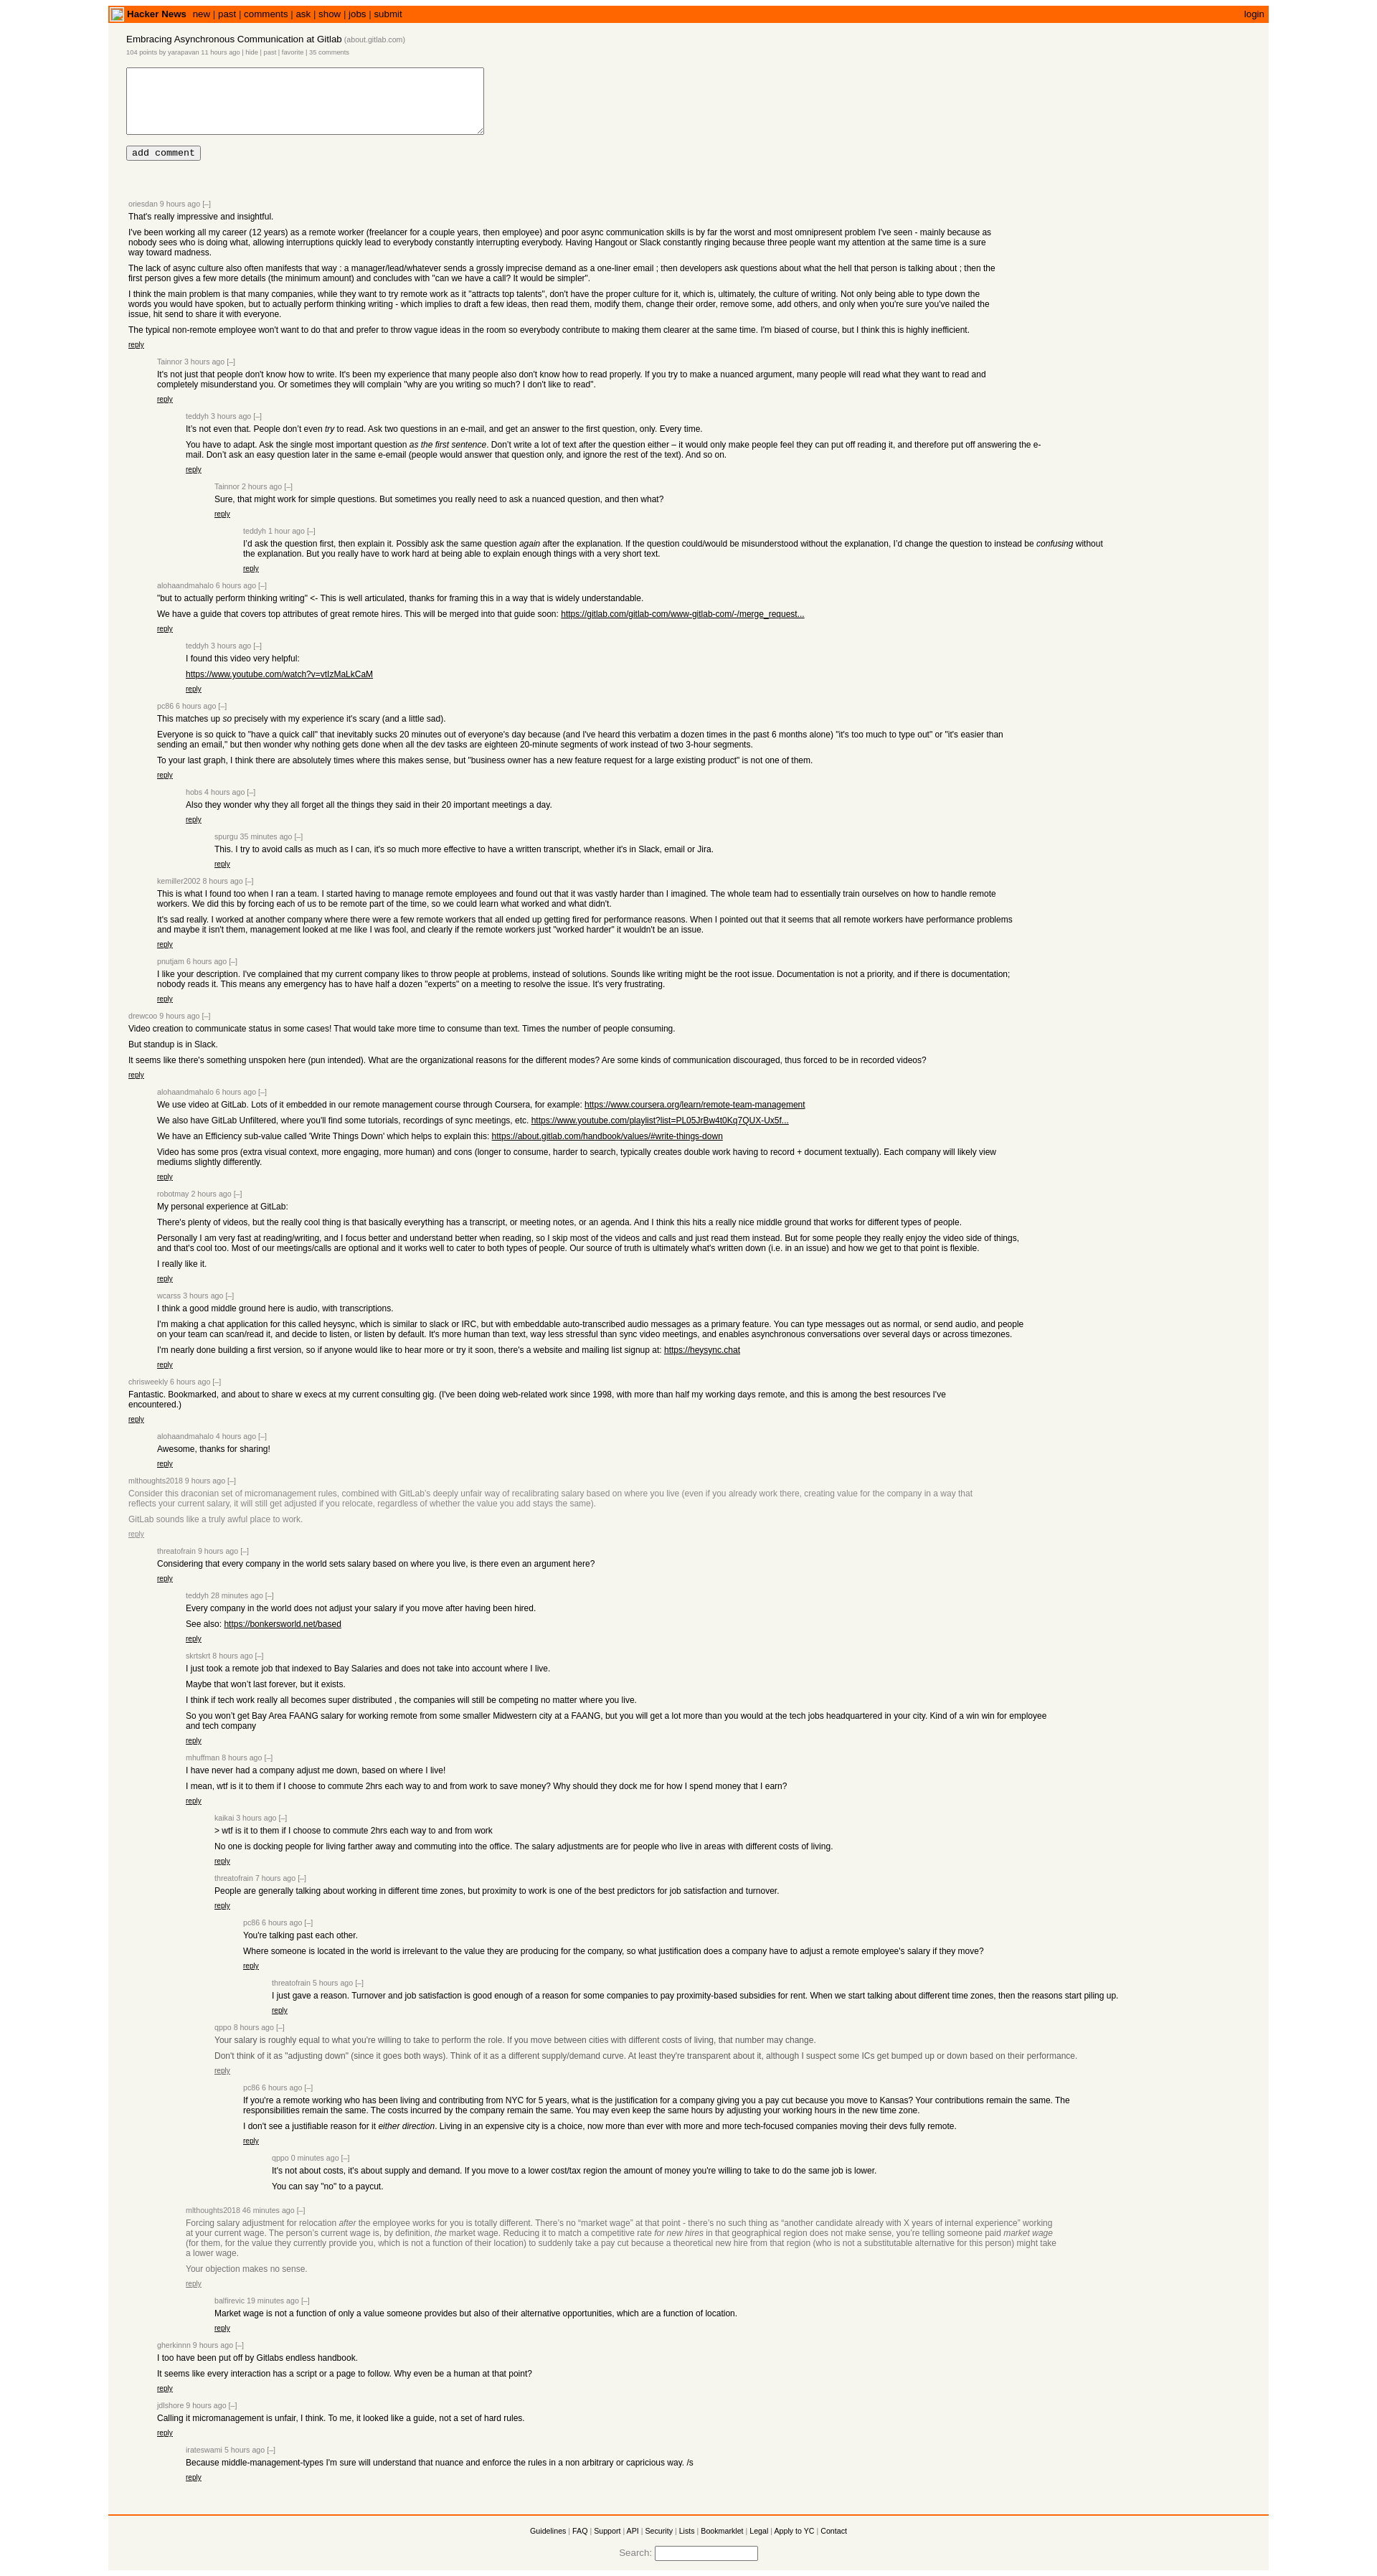 Hacker News new | past | comments | ask | show | jobs | submit login
Embracing Asynchronous Communication at Gitlab (about.gitlab.com)
104 points by yarapavan 11 hours ago | hide | past | favorite | 35 comments
add comment
oriesdan 9 hours ago [–]
That's really impressive and insightful.
I've been working all my career (12 years) as a remote worker (freelancer for a couple years, then employee) and poor async communication skills is by far the worst and most omnipresent problem I've seen - mainly because as
nobody sees who is doing what, allowing interruptions quickly lead to everybody constantly interrupting everybody. Having Hangout or Slack constantly ringing because three people want my attention at the same time is a sure
way toward madness.
The lack of async culture also often manifests that way : a manager/lead/whatever sends a grossly imprecise demand as a one-liner email ; then developers ask questions about what the hell that person is talking about ; then the
first person gives a few more details (the minimum amount) and concludes with "can we have a call? It would be simpler".
I think the main problem is that many companies, while they want to try remote work as it "attracts top talents", don't have the proper culture for it, which is, ultimately, the culture of writing. Not only being able to type down the
words you would have spoken, but to actually perform thinking writing - which implies to draft a few ideas, then read them, modify them, change their order, remove some, add others, and only when you're sure you've nailed the
issue, hit send to share it with everyone.
The typical non-remote employee won't want to do that and prefer to throw vague ideas in the room so everybody contribute to making them clearer at the same time. I'm biased of course, but I think this is highly inefficient.
reply
Tainnor 3 hours ago [–]
It's not just that people don't know how to write. It's been my experience that many people also don't know how to read properly. If you try to make a nuanced argument, many people will read what they want to read and
completely misunderstand you. Or sometimes they will complain "why are you writing so much? I don't like to read".
reply
teddyh 3 hours ago [–]
It’s not even that. People don’t even try to read. Ask two questions in an e-mail, and get an answer to the first question, only. Every time.
You have to adapt. Ask the single most important question as the first sentence. Don’t write a lot of text after the question either – it would only make people feel they can put off reading it, and therefore put off answering the e-
mail. Don’t ask an easy question later in the same e-email (people would answer that question only, and ignore the rest of the text). And so on.
reply
Tainnor 2 hours ago [–]
Sure, that might work for simple questions. But sometimes you really need to ask a nuanced question, and then what?
reply
teddyh 1 hour ago [–]
I’d ask the question first, then explain it. Possibly ask the same question again after the explanation. If the question could/would be misunderstood without the explanation, I’d change the question to instead be confusing without
the explanation. But you really have to work hard at being able to explain enough things with a very short text.
reply
alohaandmahalo 6 hours ago [–]
"but to actually perform thinking writing" <- This is well articulated, thanks for framing this in a way that is widely understandable.
We have a guide that covers top attributes of great remote hires. This will be merged into that guide soon: https://gitlab.com/gitlab-com/www-gitlab-com/-/merge_request...
reply
teddyh 3 hours ago [–]
I found this video very helpful:
https://www.youtube.com/watch?v=vtIzMaLkCaM
reply
pc86 6 hours ago [–]
This matches up so precisely with my experience it's scary (and a little sad).
Everyone is so quick to "have a quick call" that inevitably sucks 20 minutes out of everyone's day because (and I've heard this verbatim a dozen times in the past 6 months alone) "it's too much to type out" or "it's easier than
sending an email," but then wonder why nothing gets done when all the dev tasks are eighteen 20-minute segments of work instead of two 3-hour segments.
To your last graph, I think there are absolutely times where this makes sense, but "business owner has a new feature request for a large existing product" is not one of them.
reply
hobs 4 hours ago [–]
Also they wonder why they all forget all the things they said in their 20 important meetings a day.
reply
spurgu 35 minutes ago [–]
This. I try to avoid calls as much as I can, it's so much more effective to have a written transcript, whether it's in Slack, email or Jira.
reply
kemiller2002 8 hours ago [–]
This is what I found too when I ran a team. I started having to manage remote employees and found out that it was vastly harder than I imagined. The whole team had to essentially train ourselves on how to handle remote
workers. We did this by forcing each of us to be remote part of the time, so we could learn what worked and what didn't.
It's sad really. I worked at another company where there were a few remote workers that all ended up getting fired for performance reasons. When I pointed out that it seems that all remote workers have performance problems
and maybe it isn't them, management looked at me like I was fool, and clearly if the remote workers just "worked harder" it wouldn't be an issue.
reply
pnutjam 6 hours ago [–]
I like your description. I've complained that my current company likes to throw people at problems, instead of solutions. Sounds like writing might be the root issue. Documentation is not a priority, and if there is documentation;
nobody reads it. This means any emergency has to have half a dozen "experts" on a meeting to resolve the issue. It's very frustrating.
reply
drewcoo 9 hours ago [–]
Video creation to communicate status in some cases! That would take more time to consume than text. Times the number of people consuming.
But standup is in Slack.
It seems like there's something unspoken here (pun intended). What are the organizational reasons for the different modes? Are some kinds of communication discouraged, thus forced to be in recorded videos?
reply
alohaandmahalo 6 hours ago [–]
We use video at GitLab. Lots of it embedded in our remote management course through Coursera, for example: https://www.coursera.org/learn/remote-team-management
We also have GitLab Unfiltered, where you'll find some tutorials, recordings of sync meetings, etc. https://www.youtube.com/playlist?list=PL05JrBw4t0Kq7QUX-Ux5f...
We have an Efficiency sub-value called 'Write Things Down' which helps to explain this: https://about.gitlab.com/handbook/values/#write-things-down
Video has some pros (extra visual context, more engaging, more human) and cons (longer to consume, harder to search, typically creates double work having to record + document textually). Each company will likely view
mediums slightly differently.
reply
robotmay 2 hours ago [–]
My personal experience at GitLab:
There's plenty of videos, but the really cool thing is that basically everything has a transcript, or meeting notes, or an agenda. And I think this hits a really nice middle ground that works for different types of people.
Personally I am very fast at reading/writing, and I focus better and understand better when reading, so I skip most of the videos and calls and just read them instead. But for some people they really enjoy the video side of things,
and that's cool too. Most of our meetings/calls are optional and it works well to cater to both types of people. Our source of truth is ultimately what's written down (i.e. in an issue) and how we get to that point is flexible.
I really like it.
reply
wcarss 3 hours ago [–]
I think a good middle ground here is audio, with transcriptions.
I'm making a chat application for this called heysync, which is similar to slack or IRC, but with embeddable auto-transcribed audio messages as a primary feature. You can type messages out as normal, or send audio, and people
on your team can scan/read it, and decide to listen, or listen by default. It's more human than text, way less stressful than sync video meetings, and enables asynchronous conversations over several days or across timezones.
I'm nearly done building a first version, so if anyone would like to hear more or try it soon, there's a website and mailing list signup at: https://heysync.chat
reply
chrisweekly 6 hours ago [–]
Fantastic. Bookmarked, and about to share w execs at my current consulting gig. (I've been doing web-related work since 1998, with more than half my working days remote, and this is among the best resources I've
encountered.)
reply
alohaandmahalo 4 hours ago [–]
Awesome, thanks for sharing!
reply
mlthoughts2018 9 hours ago [–]
Consider this draconian set of micromanagement rules, combined with GitLab’s deeply unfair way of recalibrating salary based on where you live (even if you already work there, creating value for the company in a way that
reflects your current salary, it will still get adjusted if you relocate, regardless of whether the value you add stays the same).
GitLab sounds like a truly awful place to work.
reply
threatofrain 9 hours ago [–]
Considering that every company in the world sets salary based on where you live, is there even an argument here?
reply
teddyh 28 minutes ago [–]
Every company in the world does not adjust your salary if you move after having been hired.
See also: https://bonkersworld.net/based
reply
skrtskrt 8 hours ago [–]
I just took a remote job that indexed to Bay Salaries and does not take into account where I live.
Maybe that won’t last forever, but it exists.
I think if tech work really all becomes super distributed , the companies will still be competing no matter where you live.
So you won’t get Bay Area FAANG salary for working remote from some smaller Midwestern city at a FAANG, but you will get a lot more than you would at the tech jobs headquartered in your city. Kind of a win win for employee
and tech company
reply
mhuffman 8 hours ago [–]
I have never had a company adjust me down, based on where I live!
I mean, wtf is it to them if I choose to commute 2hrs each way to and from work to save money? Why should they dock me for how I spend money that I earn?
reply
kaikai 3 hours ago [–]
> wtf is it to them if I choose to commute 2hrs each way to and from work
No one is docking people for living farther away and commuting into the office. The salary adjustments are for people who live in areas with different costs of living.
reply
threatofrain 7 hours ago [–]
People are generally talking about working in different time zones, but proximity to work is one of the best predictors for job satisfaction and turnover.
reply
pc86 6 hours ago [–]
You're talking past each other.
Where someone is located in the world is irrelevant to the value they are producing for the company, so what justification does a company have to adjust a remote employee's salary if they move?
reply
threatofrain 5 hours ago [–]
I just gave a reason. Turnover and job satisfaction is good enough of a reason for some companies to pay proximity-based subsidies for rent. When we start talking about different time zones, then the reasons start piling up.
reply
qppo 8 hours ago [–]
Your salary is roughly equal to what you're willing to take to perform the role. If you move between cities with different costs of living, that number may change.
Don't think of it as "adjusting down" (since it goes both ways). Think of it as a different supply/demand curve. At least they're transparent about it, although I suspect some ICs get bumped up or down based on their performance.
reply
pc86 6 hours ago [–]
If you're a remote working who has been living and contributing from NYC for 5 years, what is the justification for a company giving you a pay cut because you move to Kansas? Your contributions remain the same. The
responsibilities remain the same. The costs incurred by the company remain the same. You may even keep the same hours by adjusting your working hours in the new time zone.
I don't see a justifiable reason for it either direction. Living in an expensive city is a choice, now more than ever with more and more tech-focused companies moving their devs fully remote.
reply
qppo 0 minutes ago [–]
It's not about costs, it's about supply and demand. If you move to a lower cost/tax region the amount of money you're willing to take to do the same job is lower.
You can say "no" to a paycut.
mlthoughts2018 46 minutes ago [–]
Forcing salary adjustment for relocation after the employee works for you is totally different. There’s no “market wage” at that point - there’s no such thing as “another candidate already with X years of internal experience” working
at your current wage. The person’s current wage is, by definition, the market wage. Reducing it to match a competitive rate for new hires in that geographical region does not make sense, you’re telling someone paid market wage
(for them, for the value they currently provide you, which is not a function of their location) to suddenly take a pay cut because a theoretical new hire from that region (who is not a substitutable alternative for this person) might take
a lower wage.
Your objection makes no sense.
reply
balfirevic 19 minutes ago [–]
Market wage is not a function of only a value someone provides but also of their alternative opportunities, which are a function of location.
reply
gherkinnn 9 hours ago [–]
I too have been put off by Gitlabs endless handbook.
It seems like every interaction has a script or a page to follow. Why even be a human at that point?
reply
jdlshore 9 hours ago [–]
Calling it micromanagement is unfair, I think. To me, it looked like a guide, not a set of hard rules.
reply
irateswami 5 hours ago [–]
Because middle-management-types I'm sure will understand that nuance and enforce the rules in a non arbitrary or capricious way. /s
reply
Guidelines | FAQ | Support | API | Security | Lists | Bookmarklet | Legal | Apply to YC | Contact
Search: